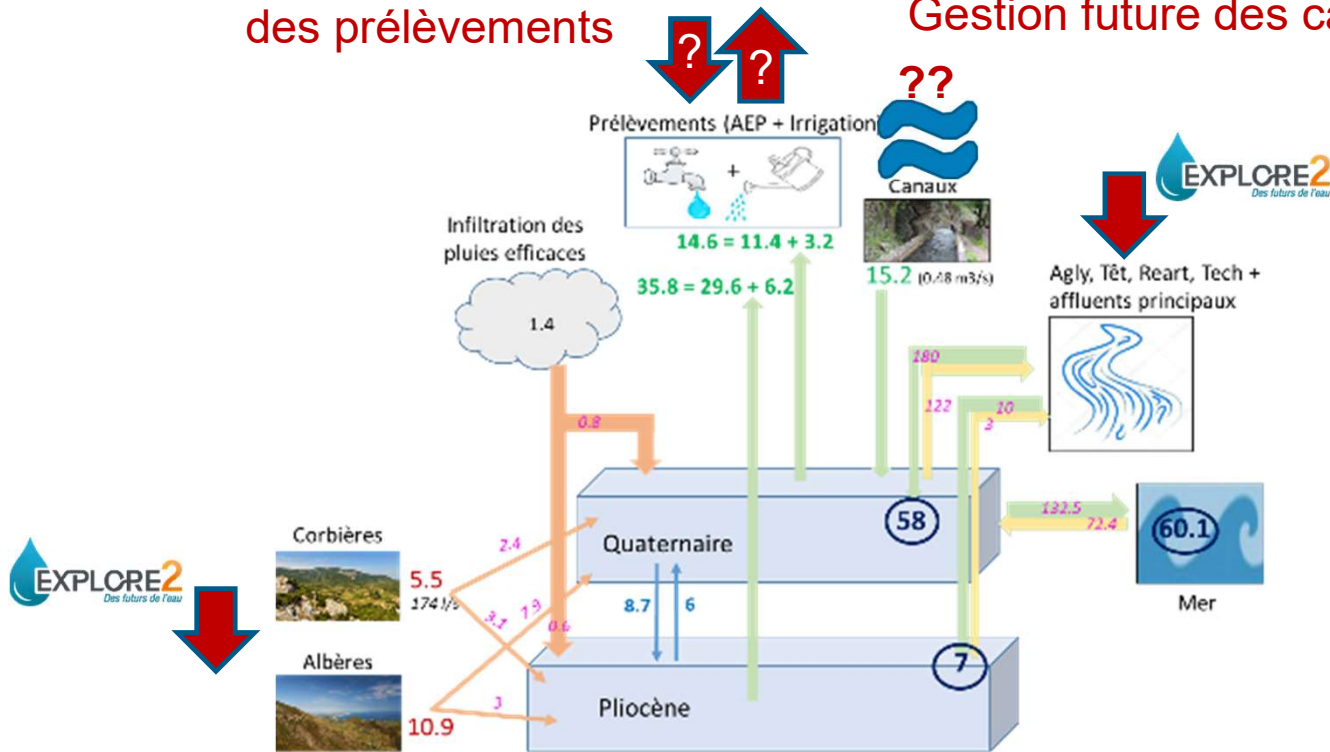 des prélèvements
Gestion future des ca
?
?
??
Prélèvements (AEP + Irrigation)
+
Canaux
EXPLORE2
Des futurs de l'eau
Infiltration des
pluies efficaces
14.6 = 11.4 + 3.2
35.8 = 29.6 + 6.2
15.2 (0.48 m3/s)
Agly, Têt, Reart, Tech +
affluents principaux
1.4
180
122
10
3
0.8
58
132.5
72.4
60.1
Mer
Corbières
2.4
Quaternaire
EXPLORE2
Des futurs de l'eau
5.5
174 l/s
3.1
7.9
0.6
8.7
6
Albères
7
3
Pliocène
10.9